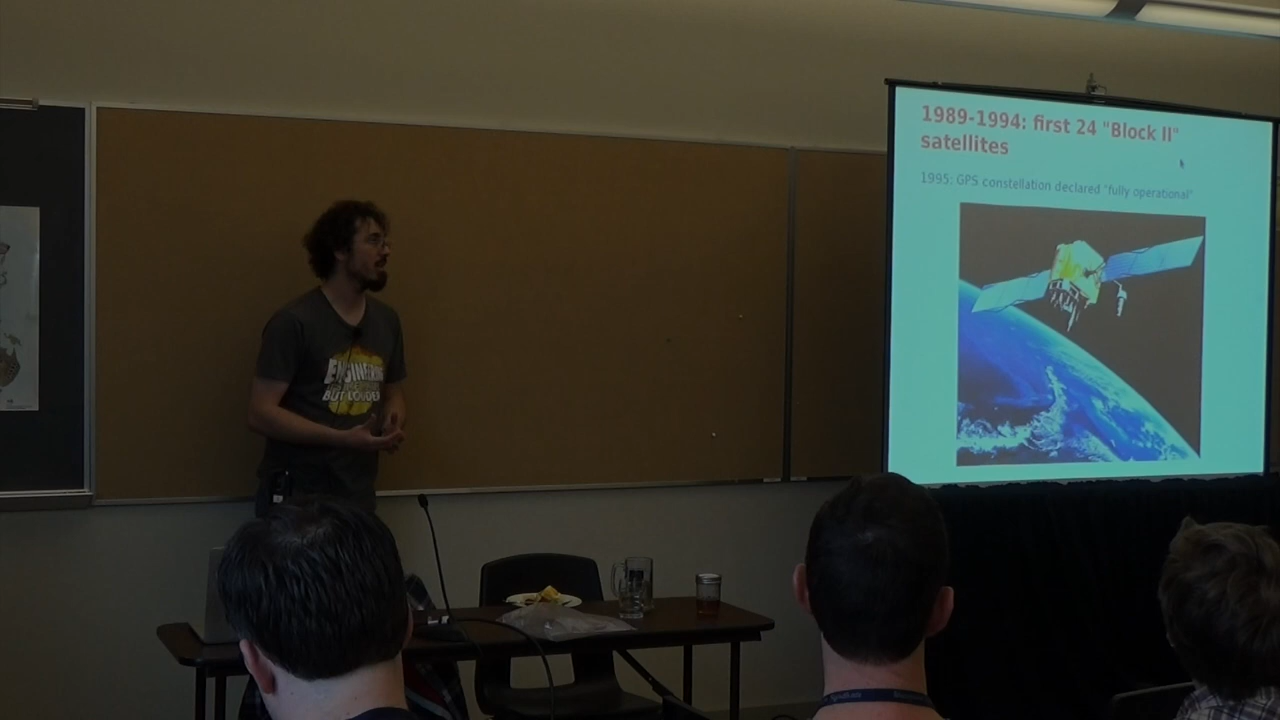 1989-1994: first 24 "Block II"
satellites
1995: GPS constellation declared "fully operational"
ENGINEERING
BUT LOUDER